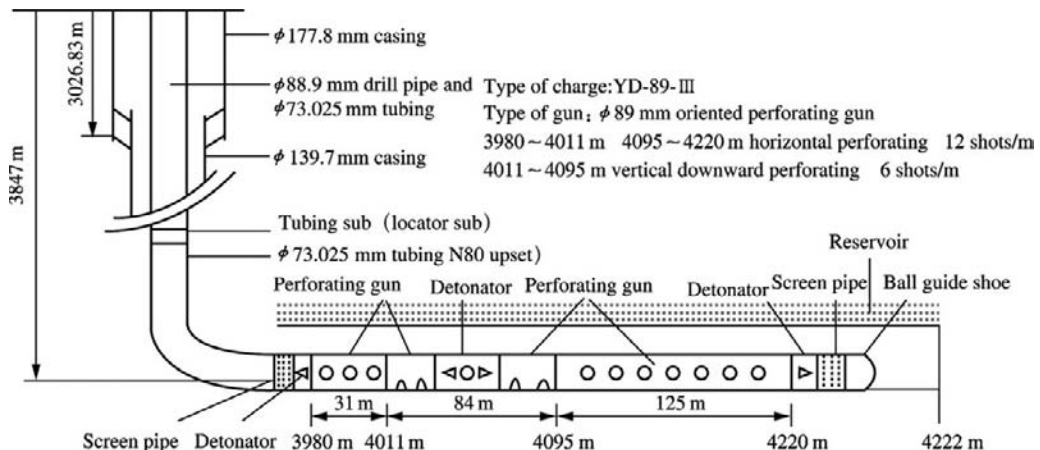 3026.83 m
3847 m
ϕ177.8 mm casing
ϕ88.9 mm drill pipe and
ϕ73.025 mm tubing
ϕ139.7 mm casing
Type of charge:YD-89-Ⅲ
Type of gun: ϕ89 mm oriented perforating gun
3980~4011 m 4095~4220 m horizontal perforating 12 shots/m
4011~4095 m vertical downward perforating 6 shots/m
Tubing sub (locator sub)
ϕ73.025 mm tubing N80 upset)
Reservoir
Perforating gun
Detonator
Perforating gun
Detonator
Screen pipe
Ball guide shoe
31 m
84 m
125 m
Screen pipe
Detonator
3980 m
4011 m
4095 m
4220 m
4222 m